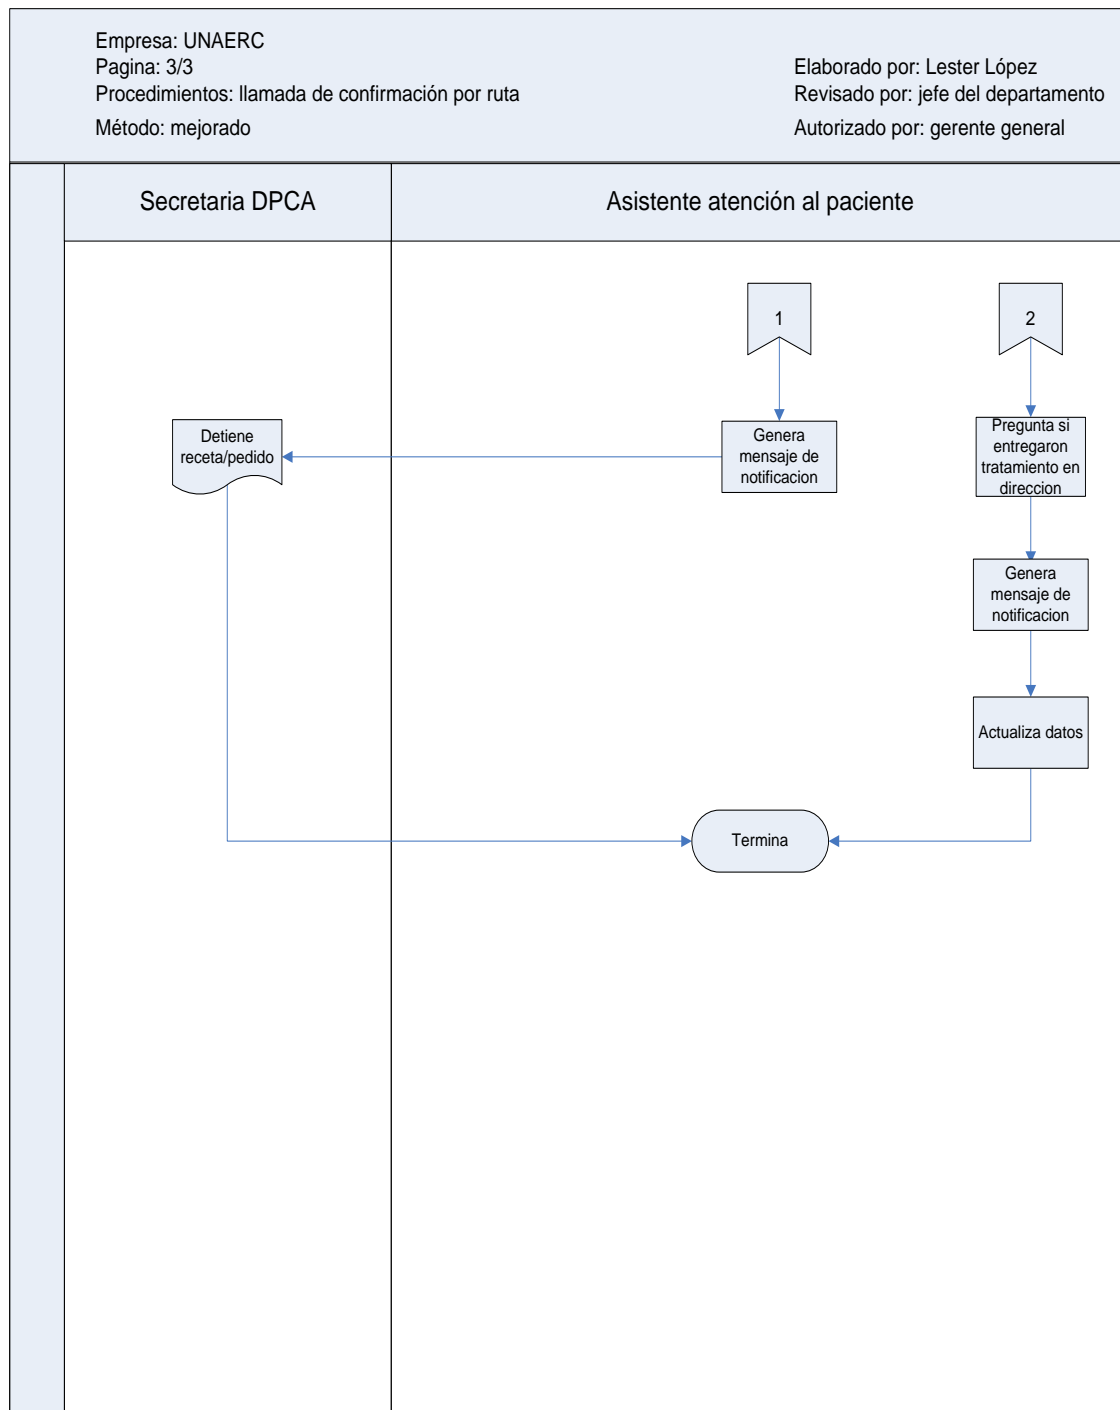 Empresa: UNAERC
Pagina: 3/3
Procedimientos: llamada de confirmación por ruta
Método: mejorado
Elaborado por: Lester López
Revisado por: jefe del departamento
Autorizado por: gerente general
Secretaria DPCA
Asistente atención al paciente
1
2
Detiene
receta/pedido
Genera
mensaje de
notificacion
Pregunta si
entregaron
tratamiento en
direccion
Genera
mensaje de
notificacion
Actualiza datos
Termina